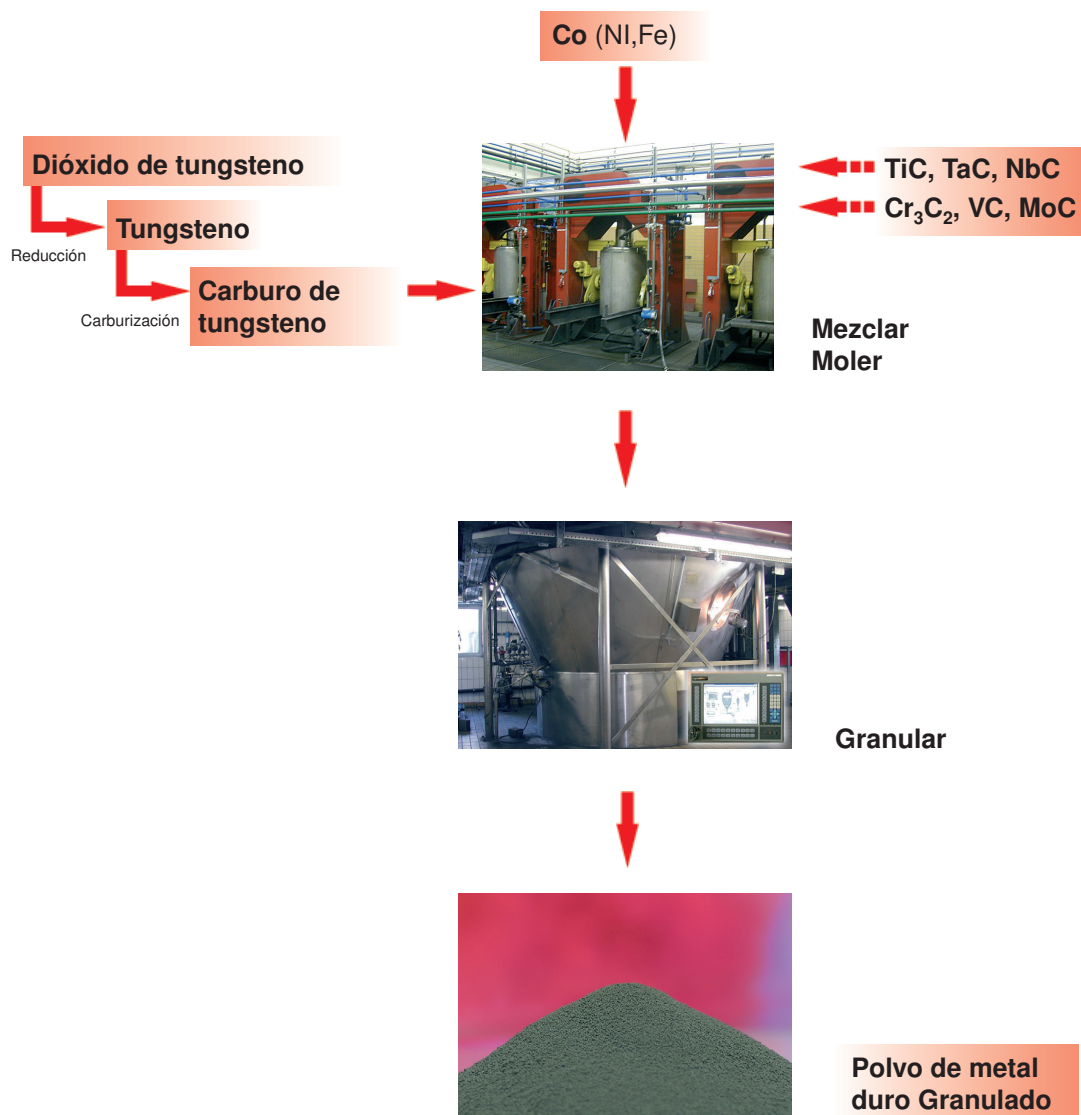 Co (NI,Fe)
Dióxido de tungsteno
TiC, TaC, NbC
Cr₃C₂, VC, MoC
Tungsteno
Reducción
Carburo de
tungsteno
Carburización
Mezclar
Moler
Granular
Polvo de metal
duro Granulado